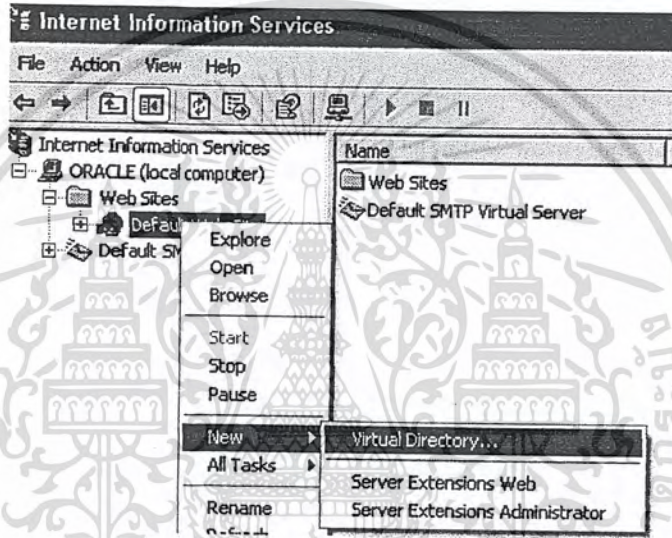 Internet Information Services
File Action View Help
Internet Information Services
ORACLE (local computer)
Web Sites
Default SM
Name
Web Sites
Default SMTP Virtual Server
Explore
Open
Browse
Start
Stop
Pause
New
All Tasks
Rename
Virtual Directory...
Server Extensions Web
Server Extensions Administrator